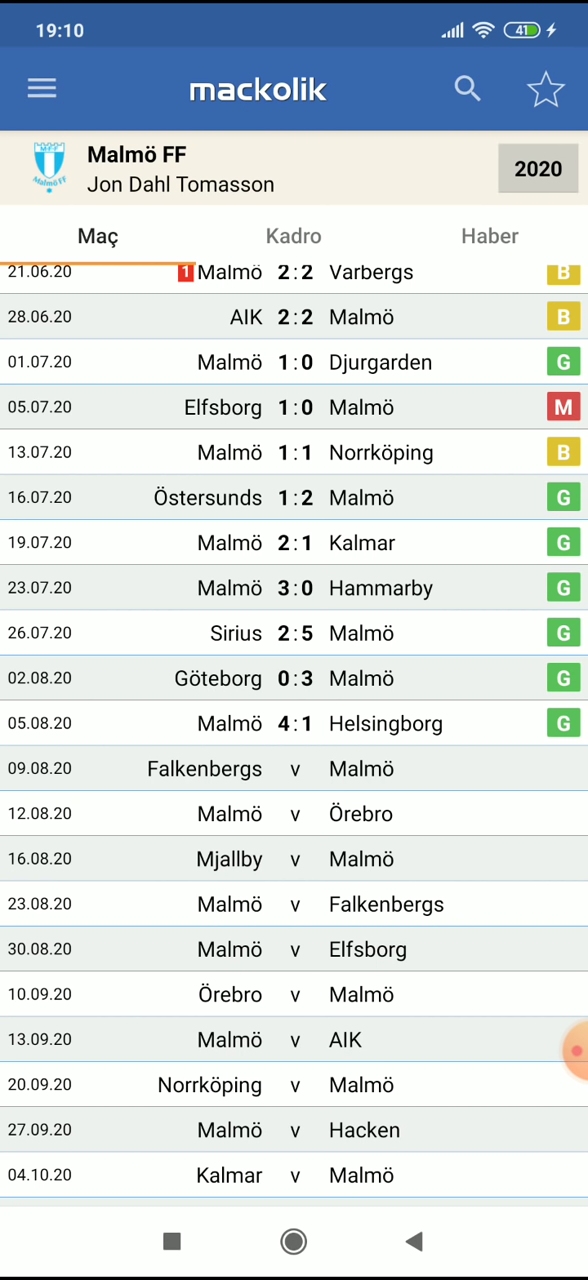 19:10 41
mackolik
Malmö FF
Jon Dahl Tomasson
2020
Maç Kadro Haber
21.06.20 1 Malmö 2:2 Varbergs B
28.06.20 AIK 2:2 Malmö B
01.07.20 Malmö 1:0 Djurgarden G
05.07.20 Elfsborg 1:0 Malmö M
13.07.20 Malmö 1:1 Norrköping B
16.07.20 Östersunds 1:2 Malmö G
19.07.20 Malmö 2:1 Kalmar G
23.07.20 Malmö 3:0 Hammarby G
26.07.20 Sirius 2:5 Malmö G
02.08.20 Göteborg 0:3 Malmö G
05.08.20 Malmö 4:1 Helsingborg G
09.08.20 Falkenbergs v Malmö
12.08.20 Malmö v Örebro
16.08.20 Mjallby v Malmö
23.08.20 Malmö v Falkenbergs
30.08.20 Malmö v Elfsborg
10.09.20 Örebro v Malmö
13.09.20 Malmö v AIK
20.09.20 Norrköping v Malmö
27.09.20 Malmö v Hacken
04.10.20 Kalmar v Malmö